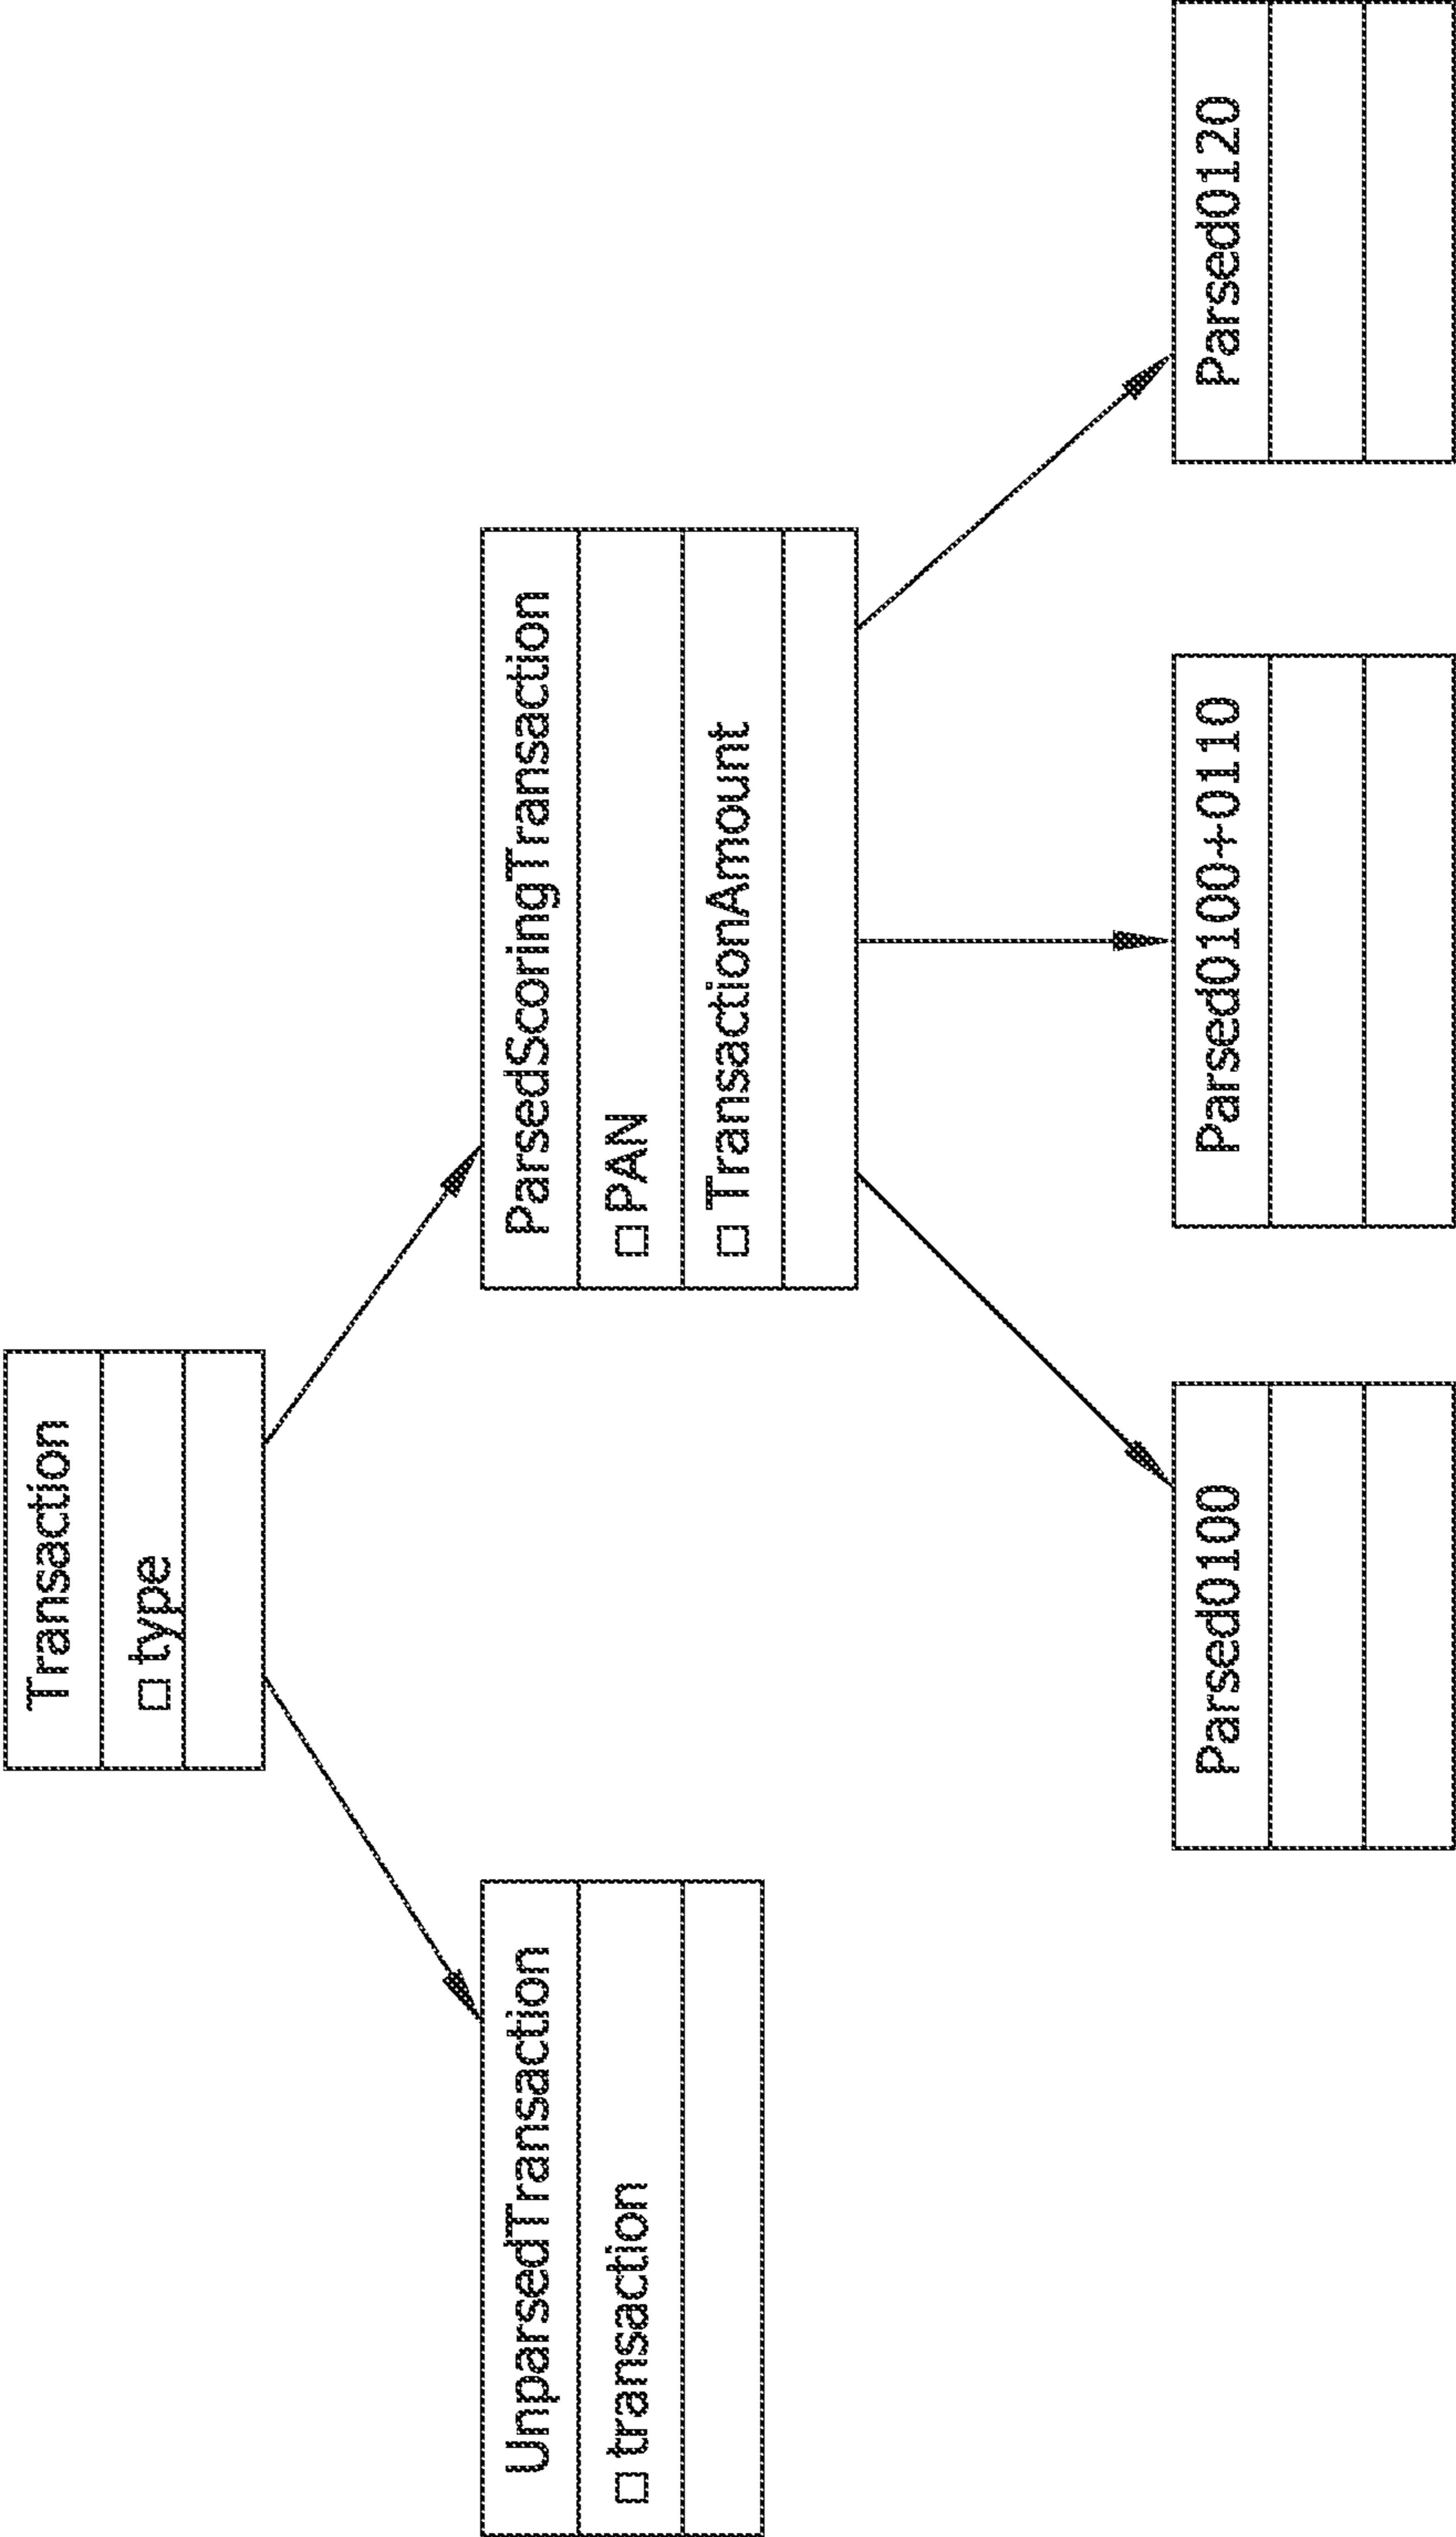 Transaction
□ type
UnparsedTransaction
□ transaction
ParsedScoringTransaction
□ PAN
□ TransactionAmount
Parsed0100
Parsed0100+0110
Parsed0120